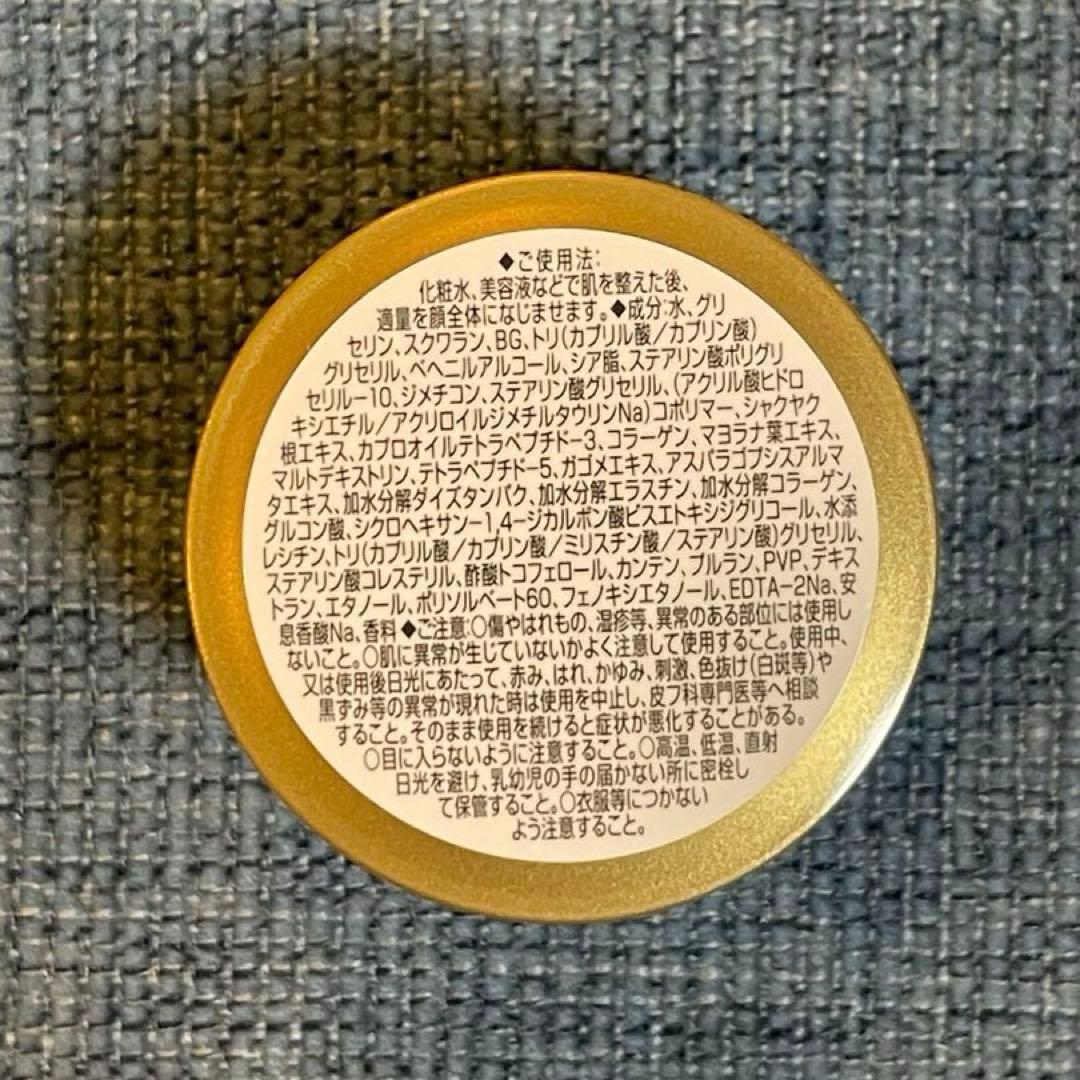 ◆ご使用法:
化粧水、美容液などで肌を整えた後、
適量を顔全体になじませます。◆成分:水、グリ
セリン、スクワラン、BG、トリ(カプリル酸/カプリン酸)
グリセリル、ベヘニルアルコール、シア脂、ステアリン酸ポリグリ
セリル-10、ジメチコン、ステアリン酸グリセリル、(アクリル酸ヒドロ
キシエチル/アクリロイルジメチルタウリンNa)コポリマー、シャクヤク
根エキス、カプロオイルテトラペプチド-3、コラーゲン、マヨラナ葉エキス、
マルトデキストリン、テトラペプチド-5、ガゴメエキス、アスパラゴプシスアルマ
タエキス、加水分解ダイズタンパク、加水分解エラスチン、加水分解コラーゲン、
グルコン酸、シクロヘキサン-1,4-ジカルボン酸ビスエトキシジグリコール、水添
レシチン、トリ(カプリル酸/カプリン酸/ミリスチン酸/ステアリン酸)グリセリル、
ステアリン酸コレステリル、酢酸トコフェロール、カンテン、プルラン、PVP、デキス
トラン、エタノール、ポリソルベート60、フェノキシエタノール、EDTA-2Na、安
息香酸Na、香料 ◆ご注意:○傷やはれもの、湿疹等、異常のある部位には使用し
ないこと。○肌に異常が生じていないかよく注意して使用すること。使用中、
又は使用後日光にあたって、赤み、はれ、かゆみ、刺激、色抜け(白斑等)や
黒ずみ等の異常が現れた時は使用を中止し、皮フ科専門医等へ相談
すること。そのまま使用を続けると症状が悪化することがある。
○目に入らないように注意すること。○高温、低温、直射
日光を避け、乳幼児の手の届かない所に密栓し
て保管すること。○衣服等につかない
よう注意すること。